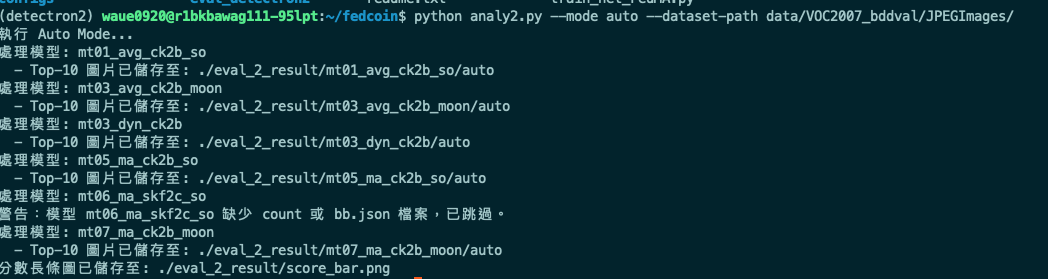 (detectron2) waue0920@r1bkbawag111-95lpt:~/fedcoin$ python analy2.py --mode auto --dataset-path data/VOC2007_bddval/JPEGImages/
執行 Auto Mode...
處理模型: mt01_avg_ck2b_so
  - Top-10 圖片已儲存至: ./eval_2_result/mt01_avg_ck2b_so/auto
處理模型: mt03_avg_ck2b_moon
  - Top-10 圖片已儲存至: ./eval_2_result/mt03_avg_ck2b_moon/auto
處理模型: mt03_dyn_ck2b
  - Top-10 圖片已儲存至: ./eval_2_result/mt03_dyn_ck2b/auto
處理模型: mt05_ma_ck2b_so
  - Top-10 圖片已儲存至: ./eval_2_result/mt05_ma_ck2b_so/auto
處理模型: mt06_ma_skf2c_so
警告：模型 mt06_ma_skf2c_so 缺少 count 或 bb.json 檔案，已跳過。
處理模型: mt07_ma_ck2b_moon
  - Top-10 圖片已儲存至: ./eval_2_result/mt07_ma_ck2b_moon/auto
分數長條圖已儲存至: ./eval_2_result/score_bar.png